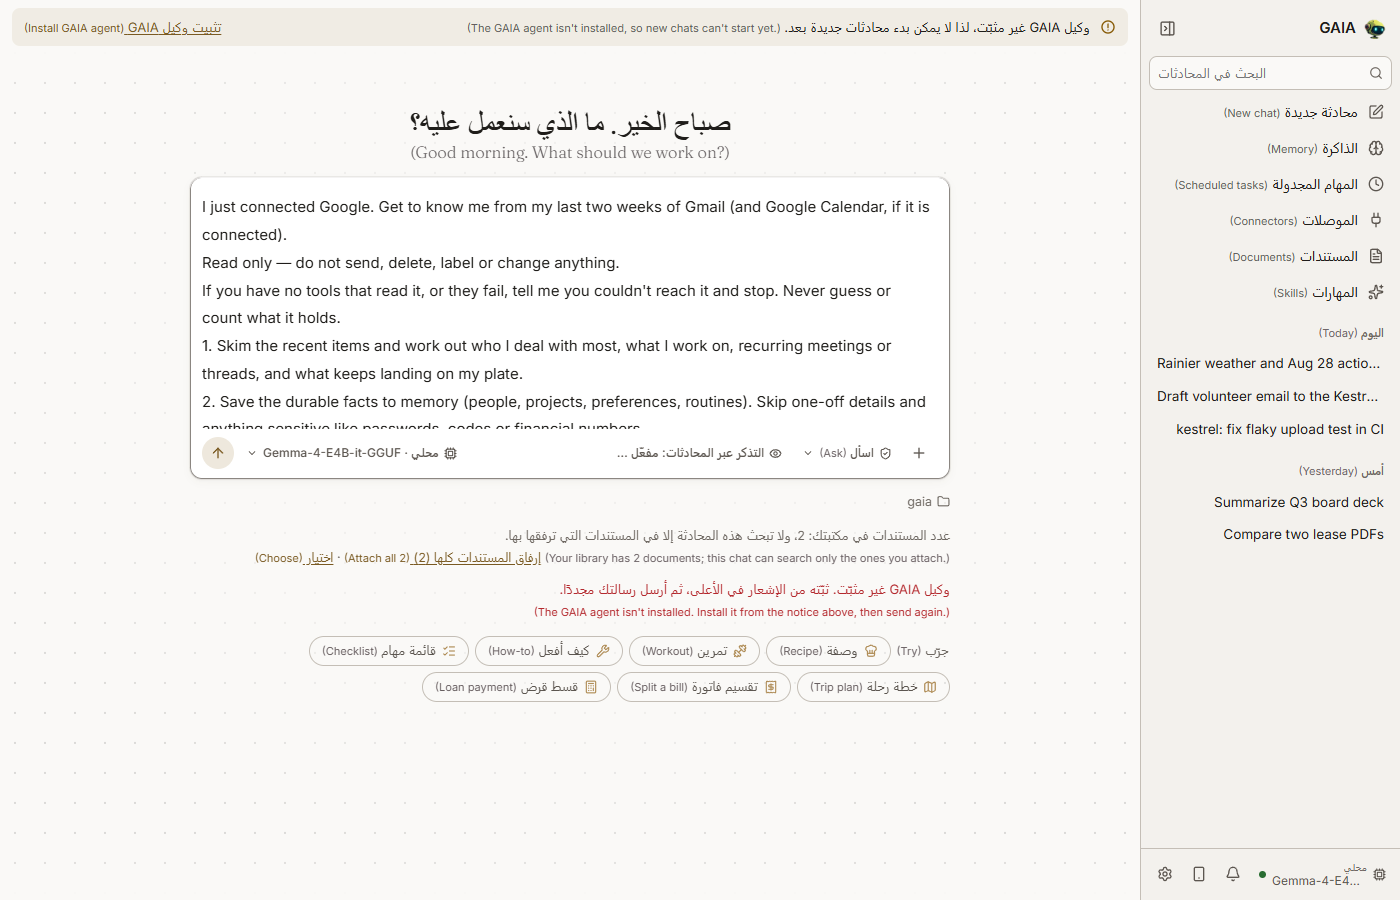 GAIA
البحث في المحادثات
محادثة جديدة (New chat)
الذاكرة (Memory)
المهام المجدولة (Scheduled tasks)
الموصلات (Connectors)
المستندات (Documents)
المهارات (Skills)
اليوم (Today)
Rainier weather and Aug 28 actio...
Draft volunteer email to the Kestr...
kestrel: fix flaky upload test in CI
أمس (Yesterday)
Summarize Q3 board deck
Compare two lease PDFs
محلي
Gemma-4-E4...
وكيل GAIA غير مثبّت، لذا لا يمكن بدء محادثات جديدة بعد. (The GAIA agent isn't installed, so new chats can't start yet.)
تثبيت وكيل GAIA (Install GAIA agent)
صباح الخير. ما الذي سنعمل عليه؟
(Good morning. What should we work on?)
I just connected Google. Get to know me from my last two weeks of Gmail (and Google Calendar, if it is
connected).
Read only — do not send, delete, label or change anything.
If you have no tools that read it, or they fail, tell me you couldn't reach it and stop. Never guess or
count what it holds.
1. Skim the recent items and work out who I deal with most, what I work on, recurring meetings or
threads, and what keeps landing on my plate.
2. Save the durable facts to memory (people, projects, preferences, routines). Skip one-off details and
anything sensitive like passwords, codes or financial numbers.
اسأل (Ask)
التذكر عبر المحادثات: مفعّل ...
محلي · Gemma-4-E4B-it-GGUF
gaia
عدد المستندات في مكتبتك: 2، ولا تبحث هذه المحادثة إلا في المستندات التي ترفقها بها.
(Your library has 2 documents; this chat can search only the ones you attach.) إرفاق المستندات كلها (2) (Attach all 2) · اختيار (Choose)
وكيل GAIA غير مثبّت. ثبّته من الإشعار في الأعلى، ثم أرسل رسالتك مجددًا.
(The GAIA agent isn't installed. Install it from the notice above, then send again.)
جرّب (Try)
وصفة (Recipe)
تمرين (Workout)
كيف أفعل (How-to)
قائمة مهام (Checklist)
خطة رحلة (Trip plan)
تقسيم فاتورة (Split a bill)
قسط قرض (Loan payment)